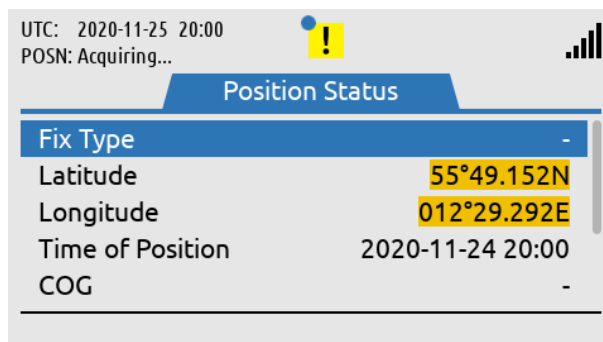 UTC: 2020-11-25 20:00
POSN: Acquiring...
!
Position Status
Fix Type -
Latitude 55°49.152N
Longitude 012°29.292E
Time of Position 2020-11-24 20:00
COG -